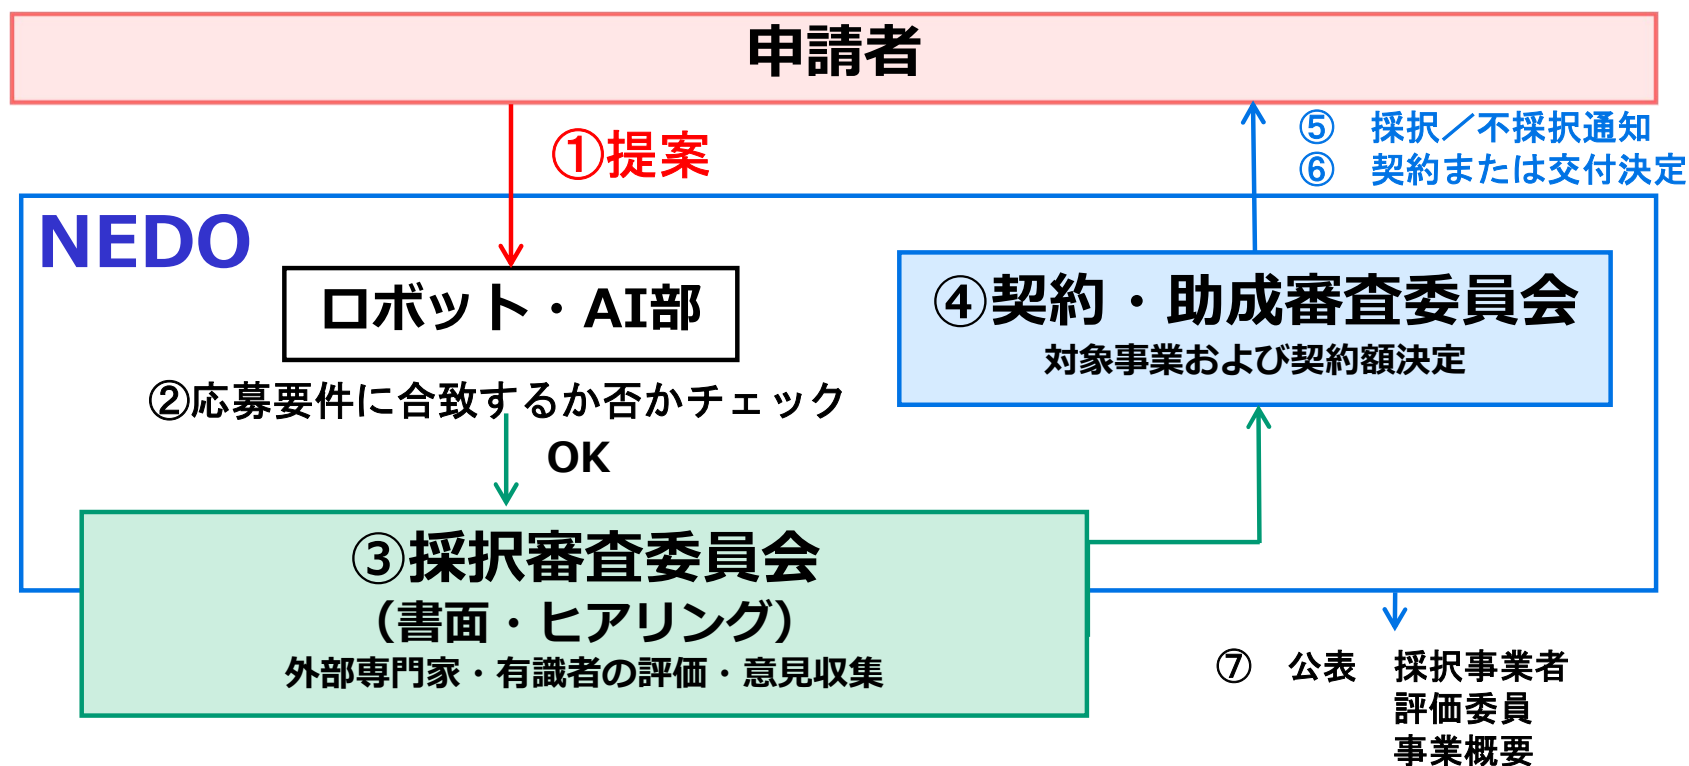 申請者
①提案
⑤　採択／不採択通知
⑥　契約または交付決定
NEDO
ロボット・AI部
④契約・助成審査委員会
対象事業および契約額決定
②応募要件に合致するか否かチェック
OK
③採択審査委員会
（書面・ヒアリング）
外部専門家・有識者の評価・意見収集
⑦　公表　採択事業者
評価委員
事業概要